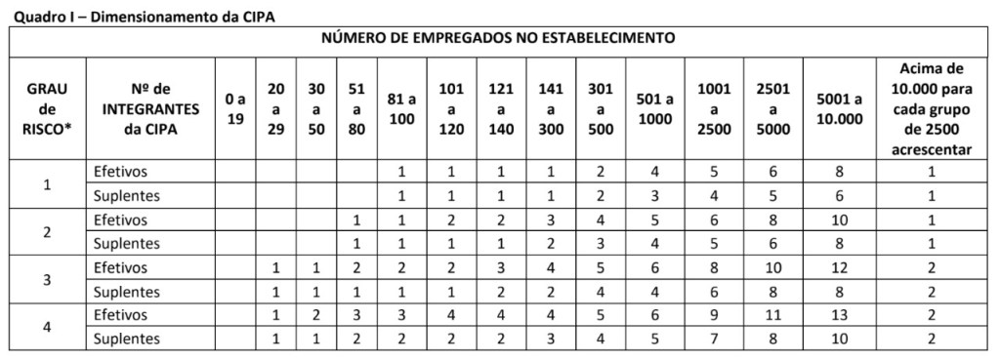 Quadro I – Dimensionamento da CIPA
NÚMERO DE EMPREGADOS NO ESTABELECIMENTO
GRAU de RISCO* Nº de INTEGRANTES da CIPA 0 a 19 20 a 29 30 a 50 51 a 80 81 a 100 101 a 120 121 a 140 141 a 300 301 a 500 501 a 1000 1001 a 2500 2501 a 5000 5001 a 10.000 Acima de 10.000 para cada grupo de 2500 acrescentar
1 Efetivos 1 1 1 1 2 4 5 6 8 1
Suplentes 1 1 1 1 2 3 4 5 6 1
2 Efetivos 1 1 2 2 3 4 5 6 8 10 1
Suplentes 1 1 1 1 2 3 4 5 6 8 1
3 Efetivos 1 1 2 2 2 3 4 5 6 8 10 12 2
Suplentes 1 1 1 1 1 2 2 4 4 6 8 8 2
4 Efetivos 1 2 3 3 4 4 4 5 6 9 11 13 2
Suplentes 1 1 2 2 2 2 3 4 5 7 8 10 2